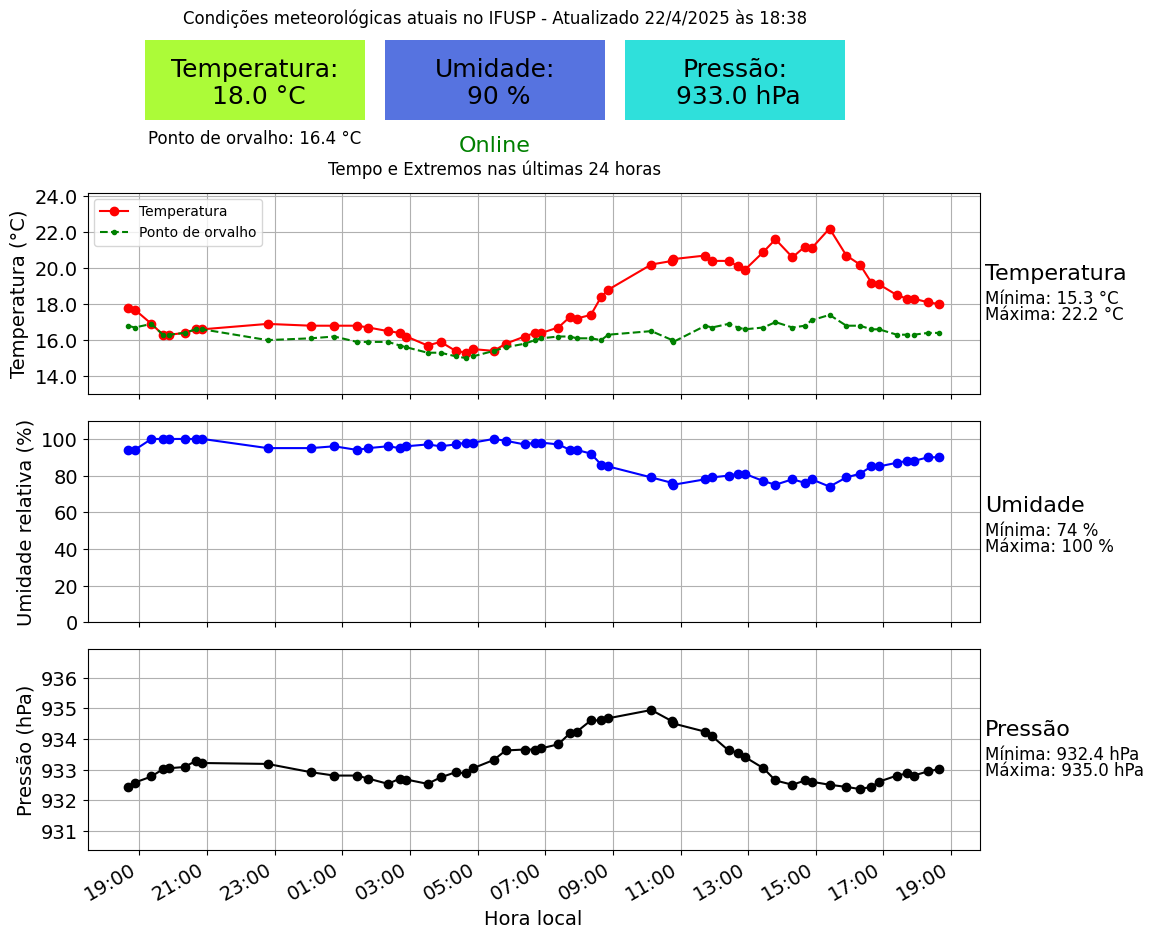 Condições meteorológicas atuais no IFUSP - Atualizado 22/4/2025 às 18:38
Temperatura:
18.0 °C
Umidade:
90 %
Pressão:
933.0 hPa
Ponto de orvalho: 16.4 °C
Online
Tempo e Extremos nas últimas 24 horas
Temperatura (°C)
24.0
22.0
20.0
18.0
16.0
14.0
Temperatura
Ponto de orvalho
Temperatura
Mínima: 15.3 °C
Máxima: 22.2 °C
Umidade relativa (%)
100
80
60
40
20
0
Umidade
Mínima: 74 %
Máxima: 100 %
Pressão (hPa)
936
935
934
933
932
931
Pressão
Mínima: 932.4 hPa
Máxima: 935.0 hPa
19:00
21:00
23:00
01:00
03:00
05:00
07:00
09:00
11:00
13:00
15:00
17:00
19:00
Hora local